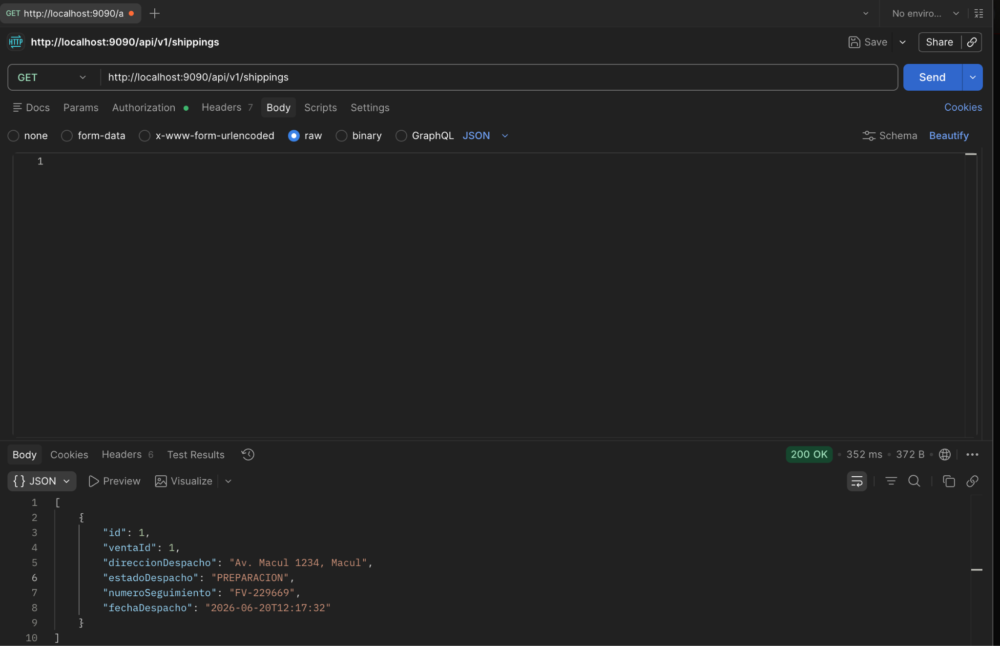 GET http://localhost:9090/a
No enviro...
HTTP http://localhost:9090/api/v1/shippings
Save
Share
GET http://localhost:9090/api/v1/shippings
Send
Docs Params Authorization Headers 7 Body Scripts Settings
Cookies
none form-data x-www-form-urlencoded raw binary GraphQL JSON
Schema Beautify
1
Body Cookies Headers 6 Test Results
200 OK • 352 ms • 372 B •
{} JSON Preview Visualize
1 [
2 {
3 "id": 1,
4 "ventaId": 1,
5 "direccionDespacho": "Av. Macul 1234, Macul",
6 "estadoDespacho": "PREPARACION",
7 "numeroSeguimiento": "FV-229669",
8 "fechaDespacho": "2026-06-20T12:17:32"
9 }
10 ]